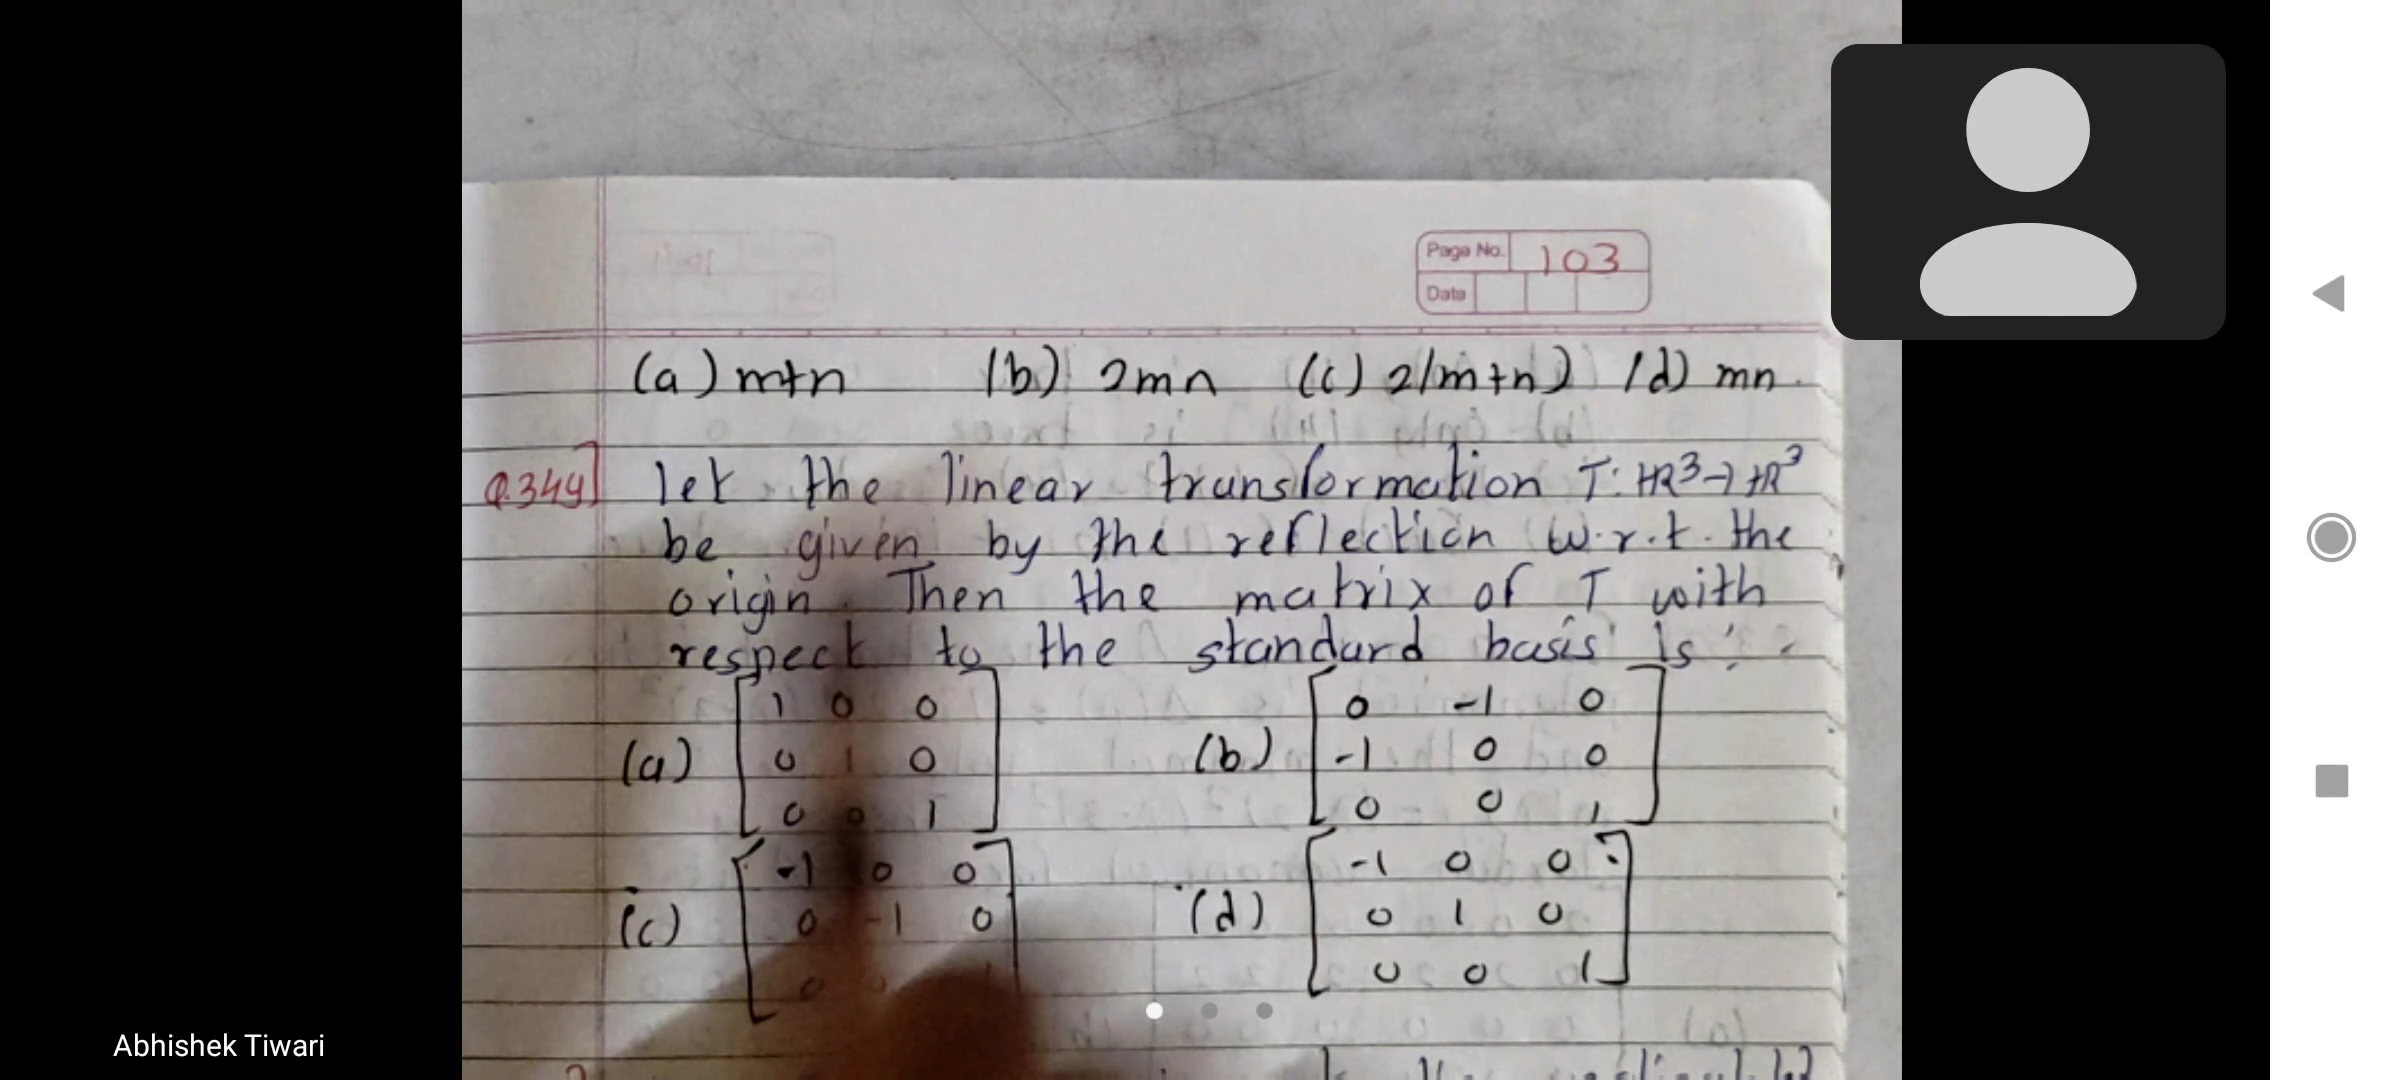 Page No. 103
Date
(a) m+n (b) 2mn (c) 2(m+n) (d) mn
Q.344] let the linear transformation T: IR³→IR³
be given by the reflection w.r.t. the
origin. Then the matrix of T with
respect to the standard basis is:-
(a) [1 0 0
0 1 0
0 0 1]
(b) [0 -1 0
-1 0 0
0 0 1]
(c) [-1 0 0
0 -1 0
0 0
(d) [-1 0 0
0 1 0
0 0 1]
Abhishek Tiwari